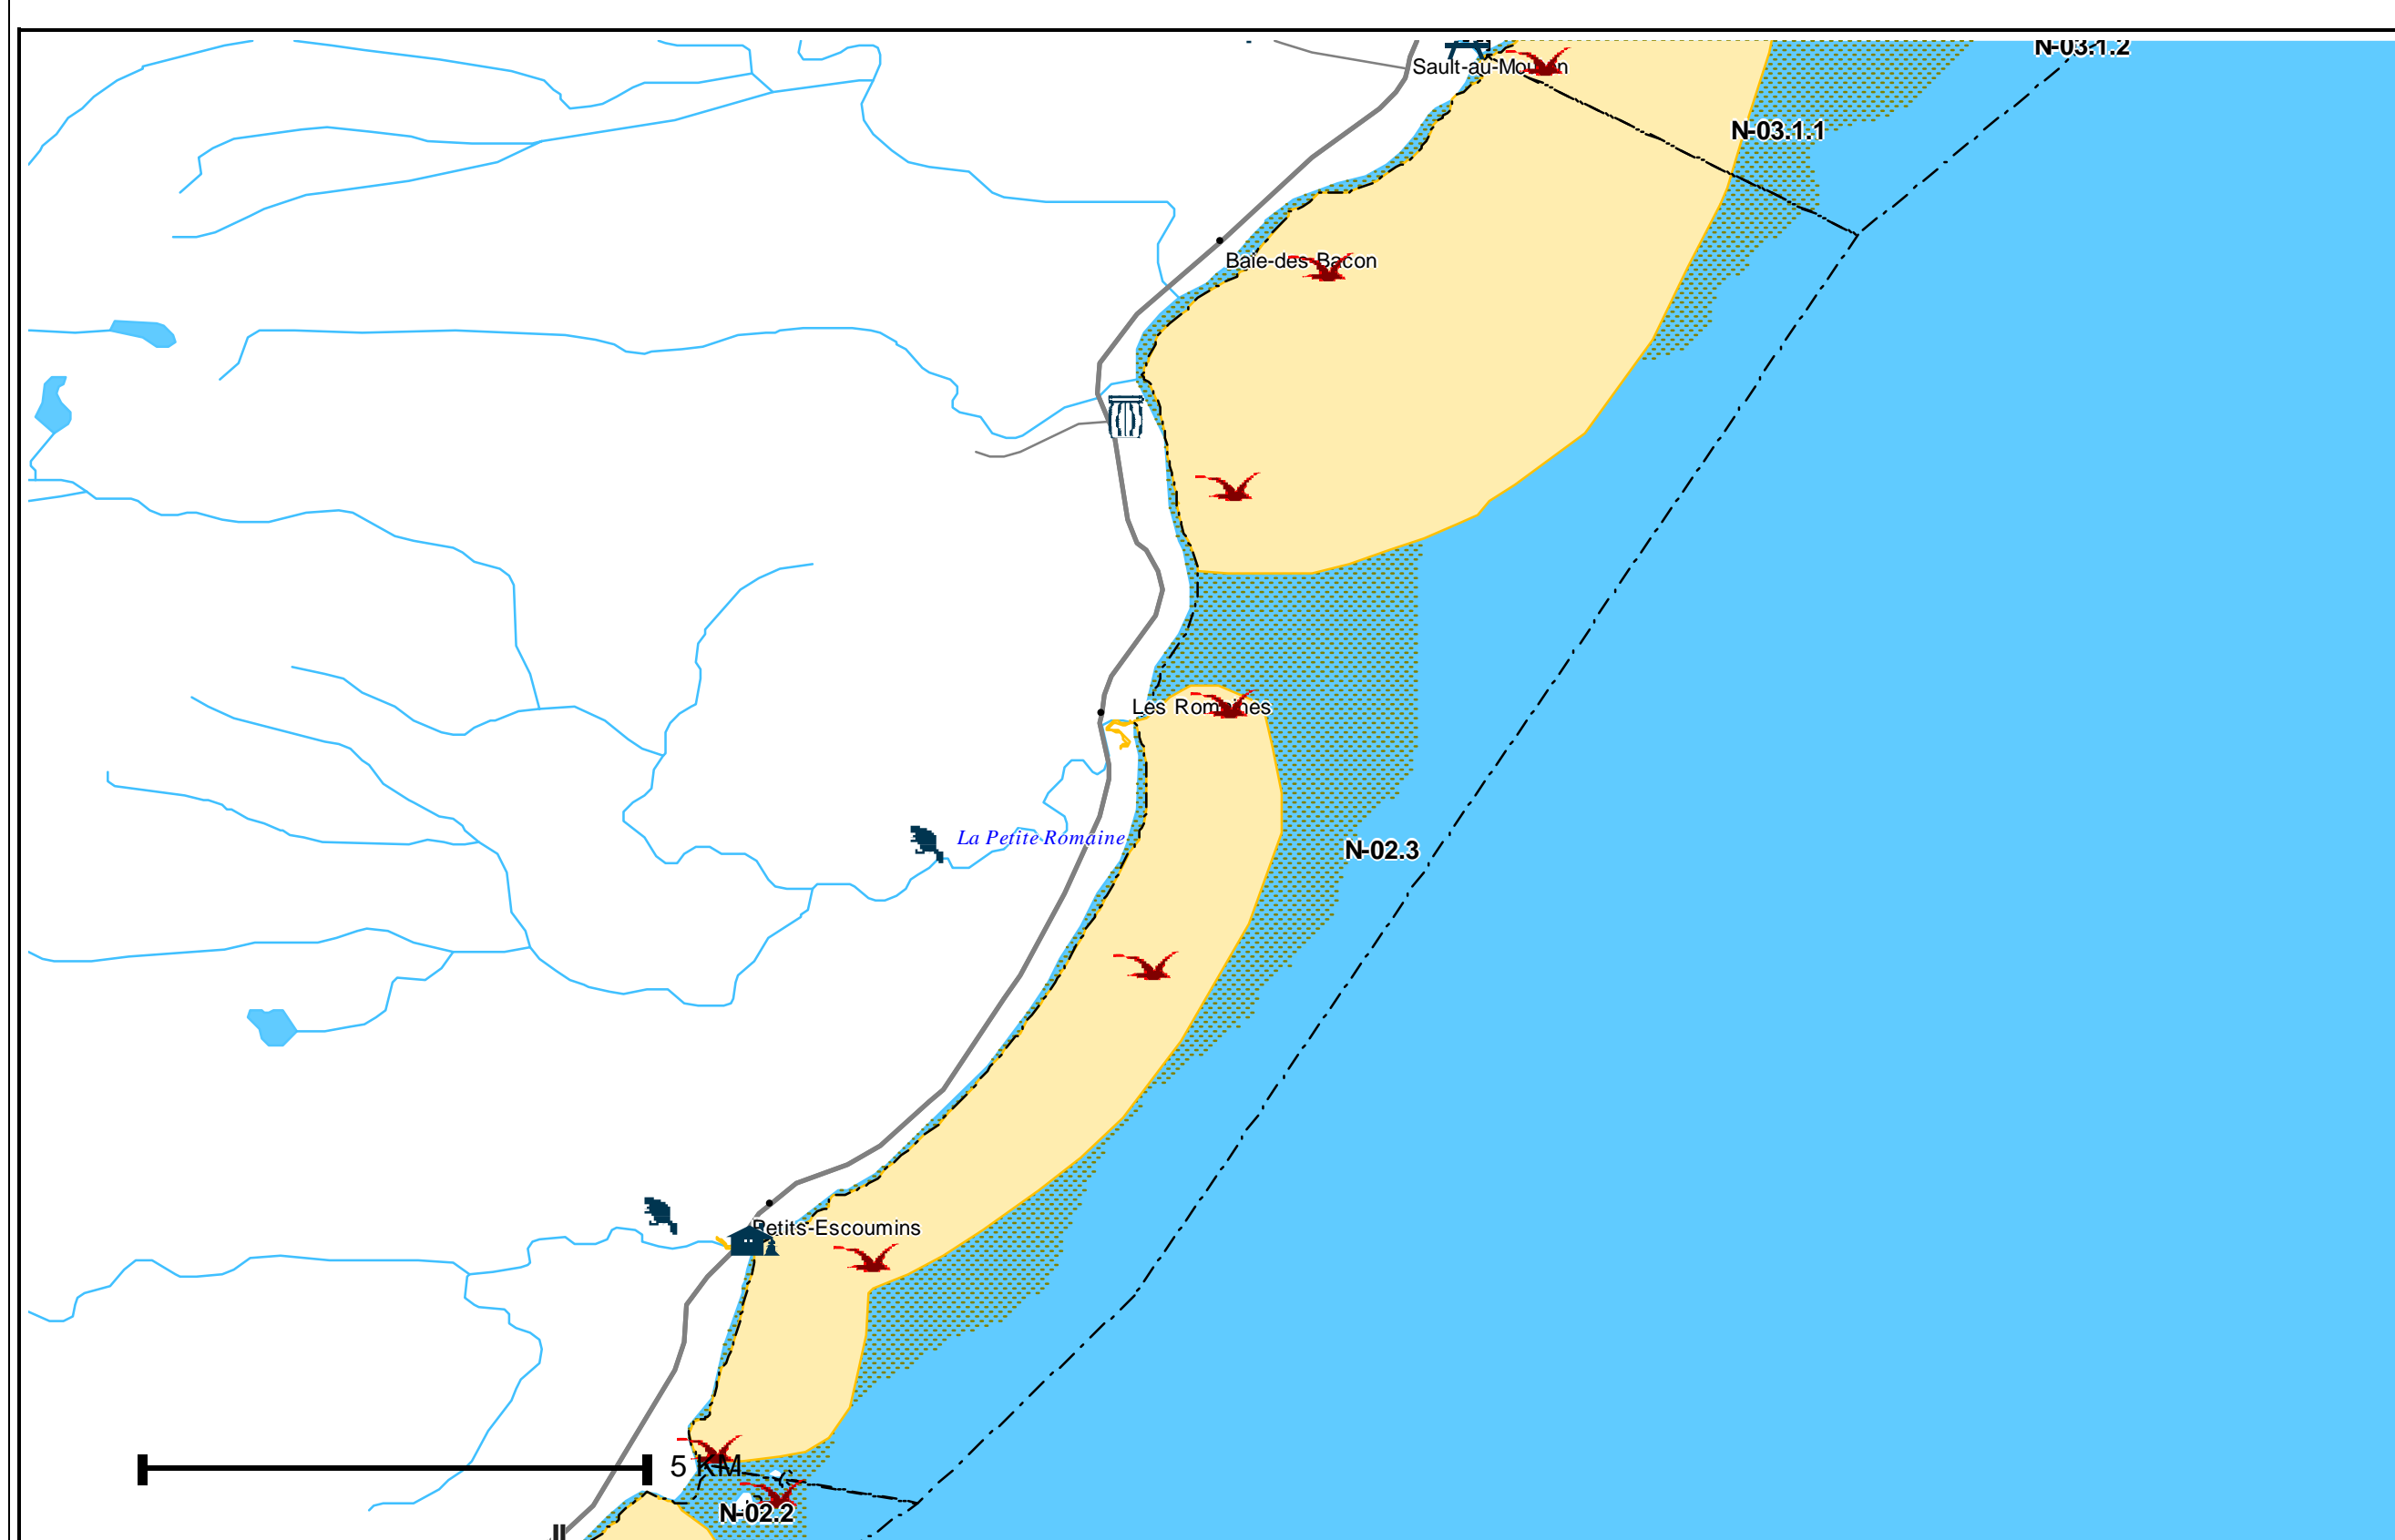 N-03.1.2
Sault-au-Mouton
N-03.1.1
Baie-des-Bacon
Les Romaines
La Petite Romaine
N-02.3
Petits-Escoumins
5 KM
N-02.2